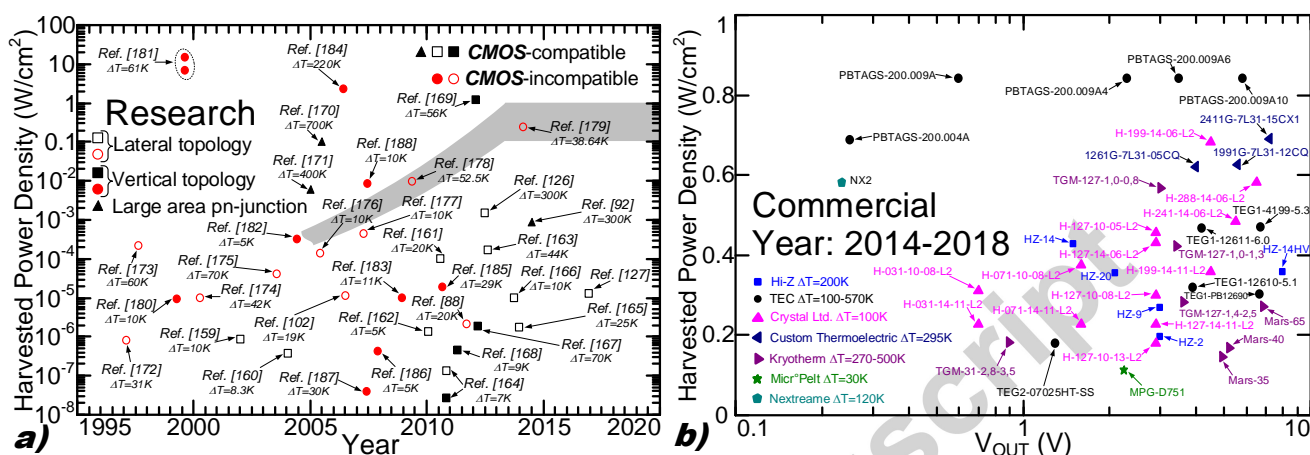 Harvested Power Density (W/cm²)
100
10
1
0.1
10⁻²
10⁻³
10⁻⁴
10⁻⁵
10⁻⁶
10⁻⁷
10⁻⁸
1995
2000
2005
2010
2015
2020
Year
a)
Research
Lateral topology
Vertical topology
Large area pn-junction
CMOS-compatible
CMOS-incompatible
Ref. [181]
ΔT=61K
Ref. [184]
ΔT=220K
Ref. [169]
ΔT=56K
Ref. [170]
ΔT=700K
Ref. [179]
ΔT=38.64K
Ref. [188]
ΔT=10K
Ref. [171]
ΔT=400K
Ref. [178]
ΔT=52.5K
Ref. [126]
ΔT=300K
Ref. [176]
ΔT=10K
Ref. [177]
ΔT=10K
Ref. [92]
ΔT=300K
Ref. [182]
ΔT=5K
Ref. [161]
ΔT=20K
Ref. [163]
ΔT=44K
Ref. [173]
ΔT=60K
Ref. [175]
ΔT=70K
Ref. [183]
ΔT=11K
Ref. [185]
ΔT=29K
Ref. [166]
ΔT=10K
Ref. [127]
ΔT=70K
Ref. [180]
ΔT=10K
Ref. [174]
ΔT=42K
Ref. [88]
ΔT=20K
Ref. [165]
ΔT=25K
Ref. [159]
ΔT=10K
Ref. [102]
ΔT=19K
Ref. [162]
ΔT=5K
Ref. [167]
ΔT=70K
Ref. [172]
ΔT=31K
Ref. [160]
ΔT=8.3K
Ref. [187]
ΔT=30K
Ref. [186]
ΔT=5K
Ref. [168]
ΔT=9K
Ref. [164]
ΔT=7K
Harvested Power Density (W/cm²)
1
0.8
0.6
0.4
0.2
0
0.1
1
10
V_OUT (V)
b)
Commercial
Year: 2014-2018
Hi-Z ΔT=200K
TEC ΔT=100-570K
Crystal Ltd. ΔT=100K
Custom Thermoelectric ΔT=295K
Kryotherm ΔT=270-500K
Micr°Pelt ΔT=30K
Nextreame ΔT=120K
PBTAGS-200.009A
PBTAGS-200.009A6
PBTAGS-200.009A4
PBTAGS-200.009A10
2411G-7L31-15CX1
PBTAGS-200.004A
H-199-14-06-L2
1261G-7L31-05CQ
1991G-7L31-12CQ
NX2
TGM-127-1,0-0,8
H-288-14-06-L2
H-241-14-06-L2
TEG1-4199-5.3
H-127-10-05-L2
TEG1-12611-6.0
HZ-14
H-127-14-06-L2
TGM-127-1,0-1,3
HZ-14HV
H-031-10-08-L2
H-071-10-08-L2
HZ-20
H-199-14-11-L2
H-127-10-08-L2
TEG1-12610-5.1
TEG1-PB12690
H-031-14-11-L2
H-071-14-11-L2
HZ-9
TGM-127-1,4-2,5
Mars-65
H-127-14-11-L2
HZ-2
Mars-40
TGM-31-2,8-3,5
H-127-10-13-L2
TEG2-07025HT-SS
Mars-35
MPG-D751
script